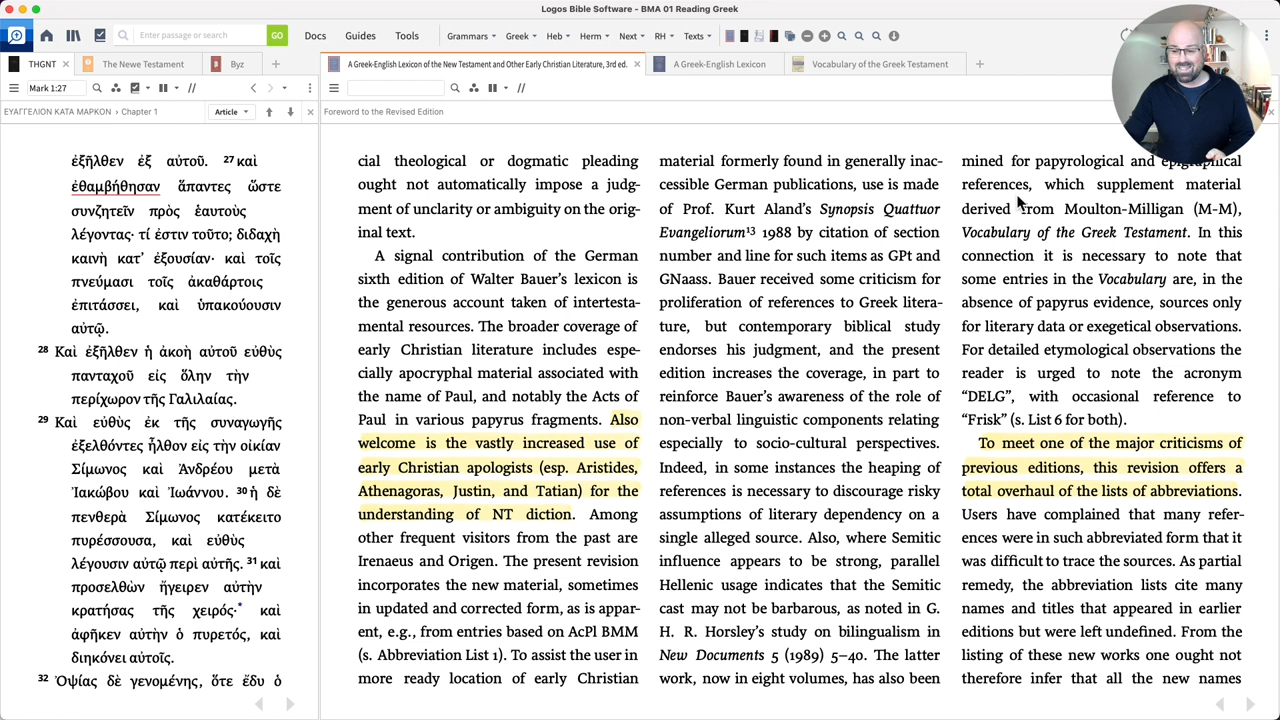 Logos Bible Software - BMA 01 Reading Greek
Enter passage or search GO Docs Guides Tools Grammars Greek Heb Herm Next RH Texts
THGNT The Newe Testament Byz A Greek-English Lexicon of the New Testament and Other Early Christian Literature, 3rd ed. A Greek-English Lexicon Vocabulary of the Greek Testament
Mark 1:27
ΕΥΑΓΓΕΛΙΟΝ ΚΑΤΑ ΜΑΡΚΟΝ › Chapter 1 Article
Foreword to the Revised Edition
ἐξῆλθεν ἐξ αὐτοῦ. 27 καὶ
ἐθαμβήθησαν ἅπαντες ὥστε
συνζητεῖν πρὸς ἑαυτοὺς
λέγοντας· τί ἐστιν τοῦτο; διδαχὴ
καινὴ κατ’ ἐξουσίαν· καὶ τοῖς
πνεύμασι τοῖς ἀκαθάρτοις
ἐπιτάσσει, καὶ ὑπακούουσιν
αὐτῷ.
28 Καὶ ἐξῆλθεν ἡ ἀκοὴ αὐτοῦ εὐθὺς
πανταχοῦ εἰς ὅλην τὴν
περίχωρον τῆς Γαλιλαίας.
29 Καὶ εὐθὺς ἐκ τῆς συναγωγῆς
ἐξελθόντες ἦλθον εἰς τὴν οἰκίαν
Σίμωνος καὶ Ἀνδρέου μετὰ
Ἰακώβου καὶ Ἰωάννου. 30 ἡ δὲ
πενθερὰ Σίμωνος κατέκειτο
πυρέσσουσα, καὶ εὐθὺς
λέγουσιν αὐτῷ περὶ αὐτῆς. 31 καὶ
προσελθὼν ἤγειρεν αὐτὴν
κρατήσας τῆς χειρός·* καὶ
ἀφῆκεν αὐτὴν ὁ πυρετός, καὶ
διηκόνει αὐτοῖς.
32 Ὀψίας δὲ γενομένης, ὅτε ἔδυ ὁ
cial theological or dogmatic pleading
ought not automatically impose a judg-
ment of unclarity or ambiguity on the orig-
inal text.
A signal contribution of the German
sixth edition of Walter Bauer’s lexicon is
the generous account taken of intertesta-
mental resources. The broader coverage of
early Christian literature includes espe-
cially apocryphal material associated with
the name of Paul, and notably the Acts of
Paul in various papyrus fragments. Also
welcome is the vastly increased use of
early Christian apologists (esp. Aristides,
Athenagoras, Justin, and Tatian) for the
understanding of NT diction. Among
other frequent visitors from the past are
Irenaeus and Origen. The present revision
incorporates the new material, sometimes
in updated and corrected form, as is appar-
ent, e.g., from entries based on AcPl BMM
(s. Abbreviation List 1). To assist the user in
more ready location of early Christian
material formerly found in generally inac-
cessible German publications, use is made
of Prof. Kurt Aland’s Synopsis Quattuor
Evangeliorum13 1988 by citation of section
number and line for such items as GPt and
GNaass. Bauer received some criticism for
proliferation of references to Greek litera-
ture, but contemporary biblical study
endorses his judgment, and the present
edition increases the coverage, in part to
reinforce Bauer’s awareness of the role of
non-verbal linguistic components relating
especially to socio-cultural perspectives.
Indeed, in some instances the heaping of
references is necessary to discourage risky
assumptions of literary dependency on a
single alleged source. Also, where Semitic
influence appears to be strong, parallel
Hellenic usage indicates that the Semitic
cast may not be barbarous, as noted in G.
H. R. Horsley’s study on bilingualism in
New Documents 5 (1989) 5–40. The latter
work, now in eight volumes, has also been
mined for papyrological and epigraphical
references, which supplement material
derived from Moulton-Milligan (M-M),
Vocabulary of the Greek Testament. In this
connection it is necessary to note that
some entries in the Vocabulary are, in the
absence of papyrus evidence, sources only
for literary data or exegetical observations.
For detailed etymological observations the
reader is urged to note the acronym
“DELG”, with occasional reference to
“Frisk” (s. List 6 for both).
To meet one of the major criticisms of
previous editions, this revision offers a
total overhaul of the lists of abbreviations.
Users have complained that many refer-
ences were in such abbreviated form that it
was difficult to trace the sources. As partial
remedy, the abbreviation lists cite many
names and titles that appeared in earlier
editions but were left undefined. From the
listing of these new works one ought not
therefore infer that all the new names